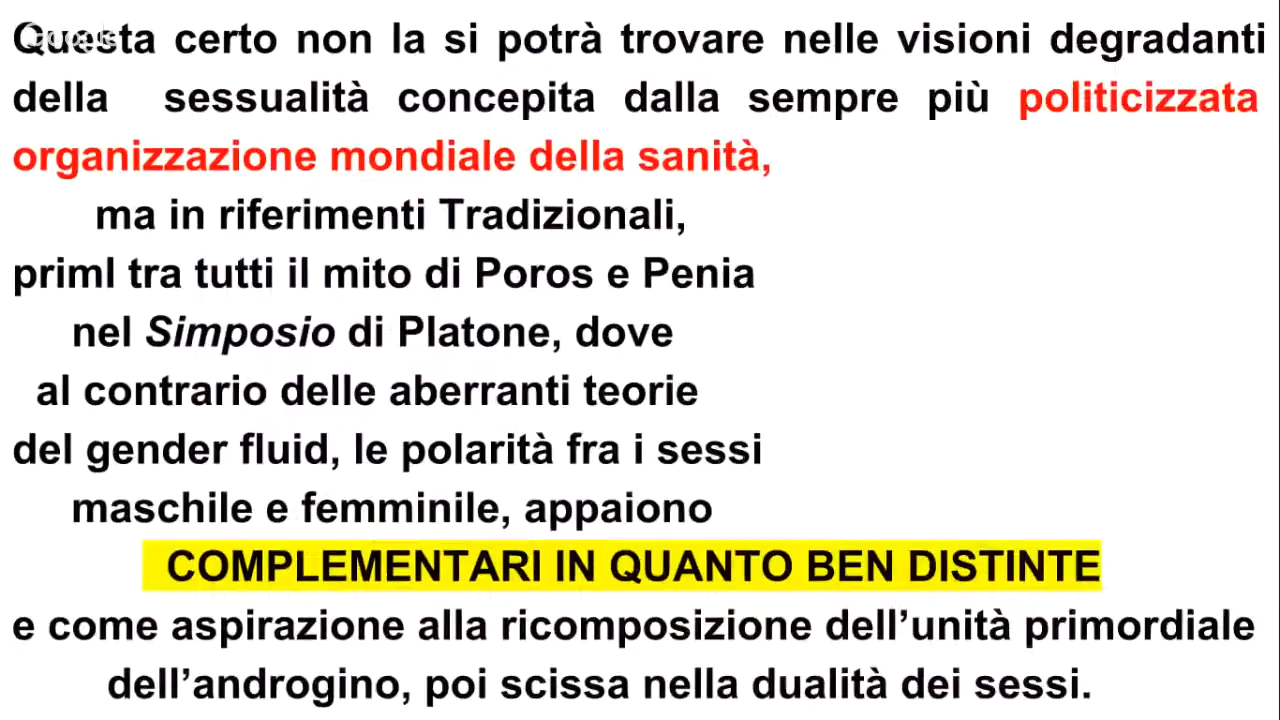 Questa certo non la si potrà trovare nelle visioni degradanti
della sessualità concepita dalla sempre più politicizzata
organizzazione mondiale della sanità,
ma in riferimenti Tradizionali,
primI tra tutti il mito di Poros e Penia
nel Simposio di Platone, dove
al contrario delle aberranti teorie
del gender fluid, le polarità fra i sessi
maschile e femminile, appaiono
COMPLEMENTARI IN QUANTO BEN DISTINTE
e come aspirazione alla ricomposizione dell’unità primordiale
dell’androgino, poi scissa nella dualità dei sessi.